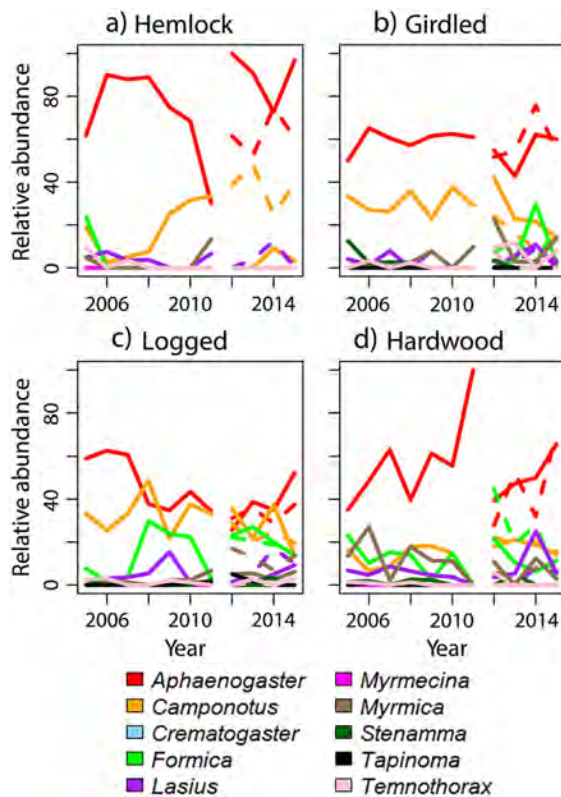 a) Hemlock
b) Girdled
Relative abundance
0 40 80
2006 2010 2014
2006 2010 2014
c) Logged
d) Hardwood
Relative abundance
0 40 80
2006 2010 2014
2006 2010 2014
Year
Year
Aphaenogaster
Camponotus
Crematogaster
Formica
Lasius
Myrmecina
Myrmica
Stenamma
Tapinoma
Temnothorax